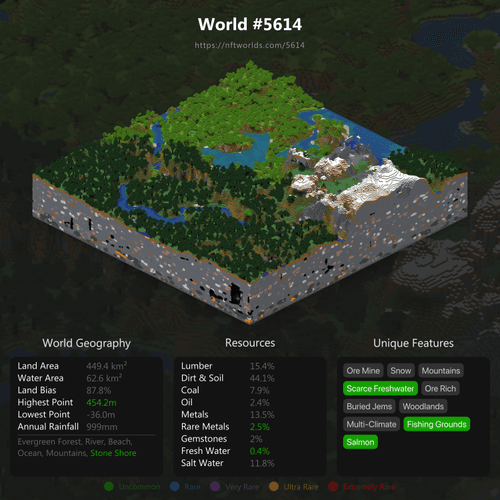 World #5614
https://nftworlds.com/5614
World Geography
Land Area 449.4 km²
Water Area 62.6 km²
Land Bias 87.8%
Highest Point 454.2m
Lowest Point -36.0m
Annual Rainfall 999mm
Evergreen Forest, River, Beach,
Ocean, Mountains, Stone Shore
Resources
Lumber 15.4%
Dirt & Soil 44.1%
Coal 7.9%
Oil 2.4%
Metals 13.5%
Rare Metals 2.5%
Gemstones 2%
Fresh Water 0.4%
Salt Water 11.8%
Unique Features
Ore Mine Snow Mountains
Scarce Freshwater Ore Rich
Buried Jems Woodlands
Multi-Climate Fishing Grounds
Salmon
Uncommon Rare Very Rare Ultra Rare Extremely Rare